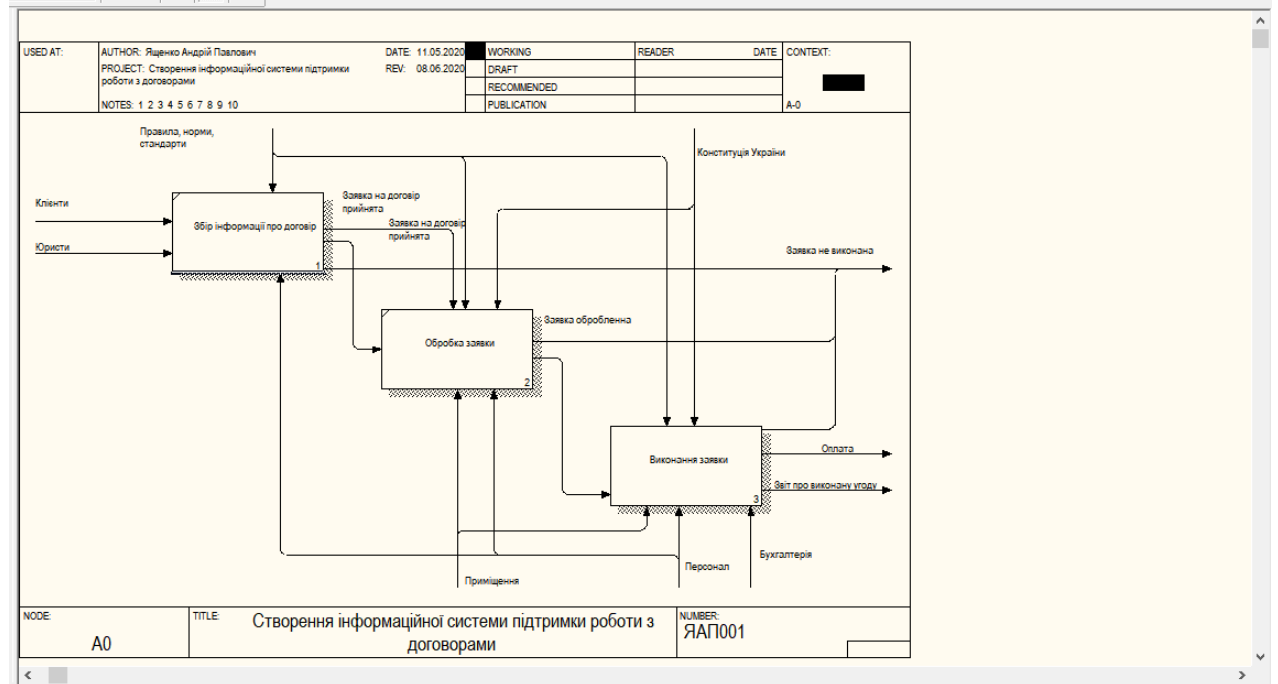 USED AT:
AUTHOR: Ященко Андрій Павлович
DATE: 11.05.2020
WORKING
READER
DATE
CONTEXT:
PROJECT: Створення інформаційної системи підтримки
роботи з договорами
REV: 08.06.2020
DRAFT
RECOMMENDED
NOTES: 1 2 3 4 5 6 7 8 9 10
PUBLICATION
A-0
Правила, норми,
стандарти
Конституція України
Клієнти
Юристи
Збір інформації про договір
1
Заявка на договір
прийнята
Заявка на договір
прийнята
Заявка не виконана
Обробка заявки
2
Заявка обробленна
Виконання заявки
3
Оплата
Звіт про виконану угоду
Бухгалтерія
Персонал
Приміщення
NODE:
A0
TITLE:
Створення інформаційної системи підтримки роботи з
договорами
NUMBER:
ЯАП001